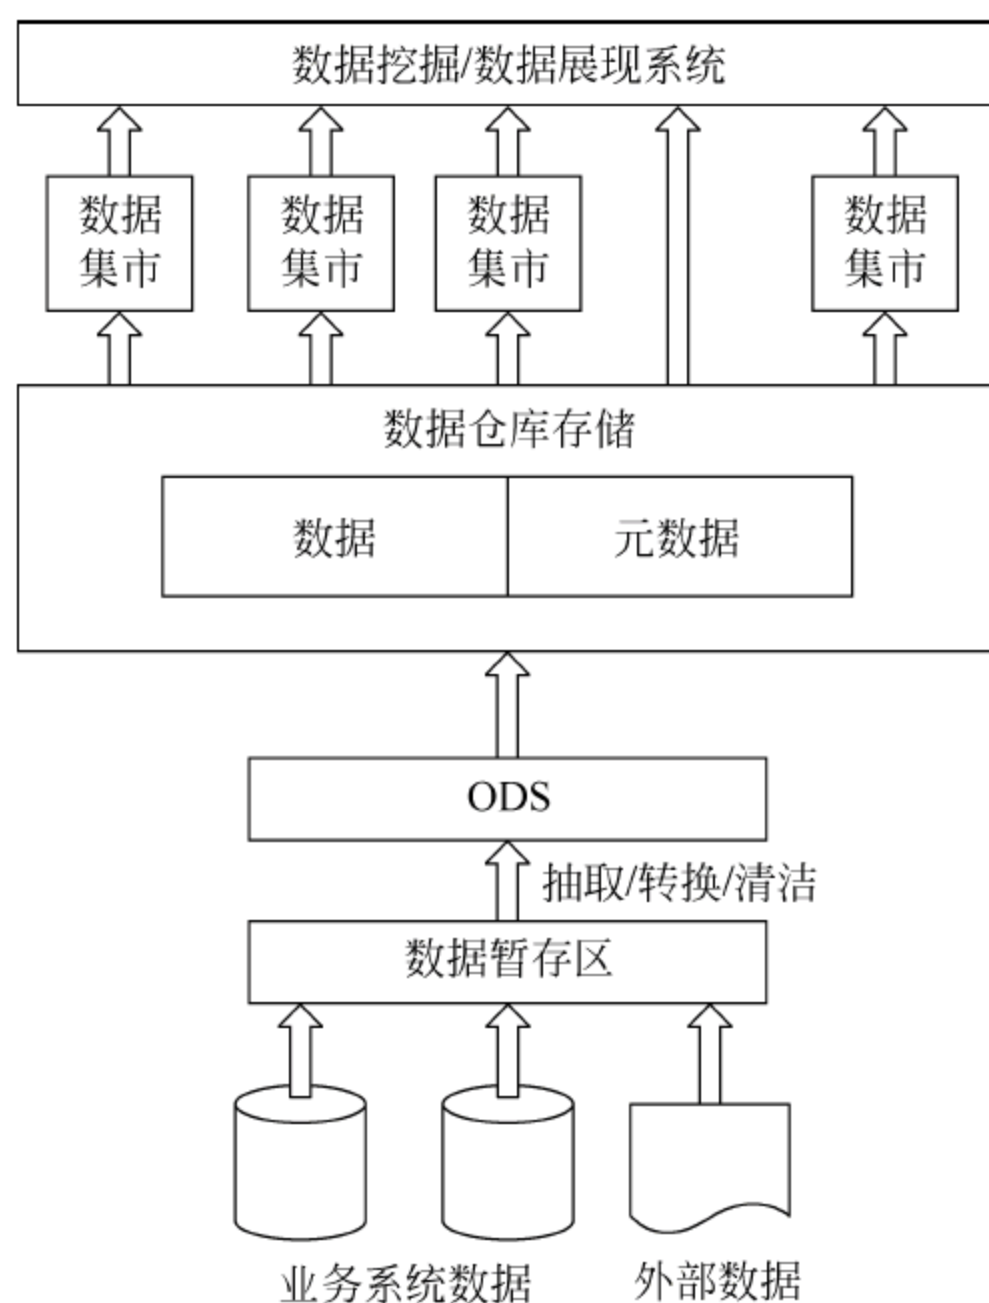 数据挖掘/数据展现系统
数据
集市
数据
集市
数据
集市
数据
集市
数据仓库存储
数据
元数据
ODS
抽取/转换/清洁
数据暂存区
业务系统数据
外部数据